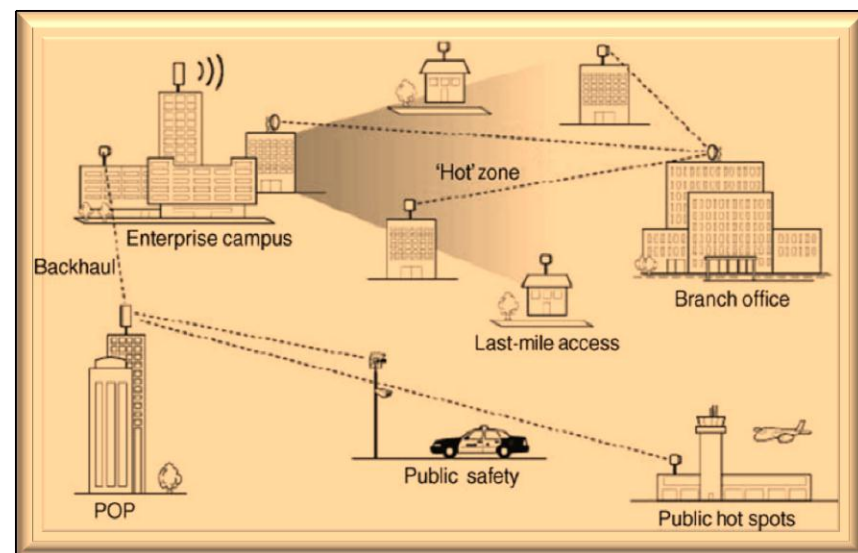 'Hot' zone
Enterprise campus
Backhaul
Branch office
Last-mile access
Public safety
POP
Public hot spots